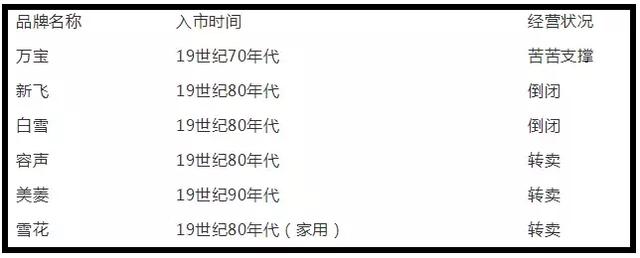 品牌名称 入市时间 经营状况
万宝 19世纪70年代 苦苦支撑
新飞 19世纪80年代 倒闭
白雪 19世纪80年代 倒闭
容声 19世纪80年代 转卖
美菱 19世纪90年代 转卖
雪花 19世纪80年代（家用） 转卖